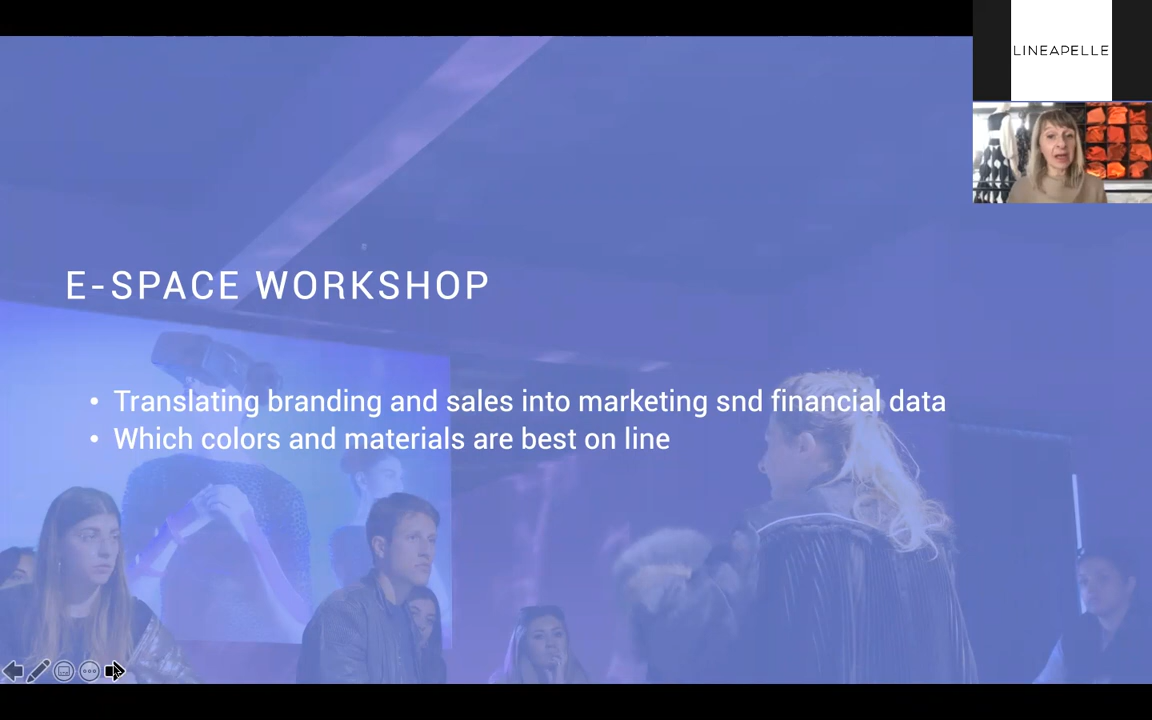 LINEAPELLE
E-SPACE WORKSHOP
• Translating branding and sales into marketing snd financial data
• Which colors and materials are best on line